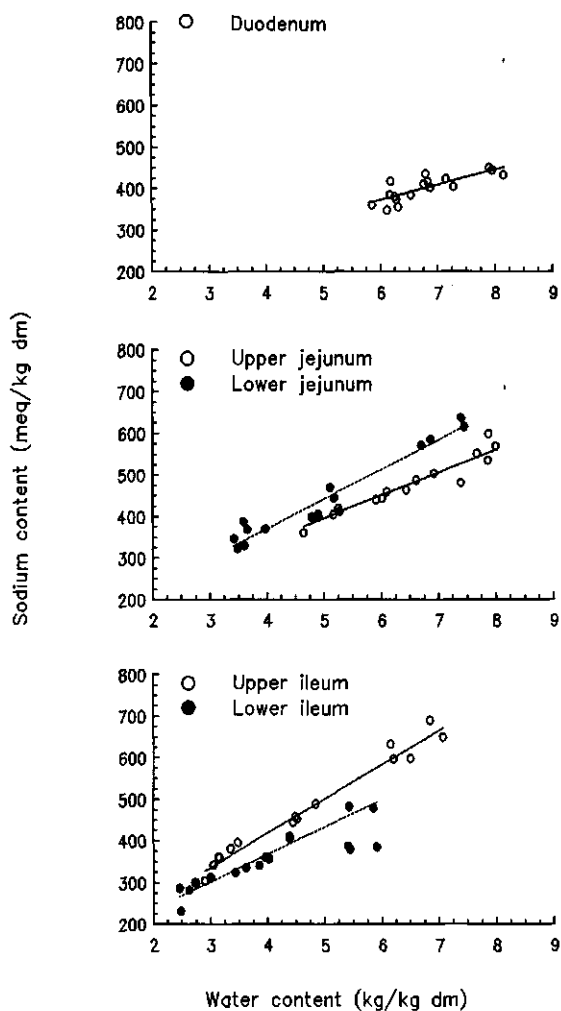 Sodium content (meq/kg dm)
Duodenum
800
700
600
500
400
300
200
2 3 4 5 6 7 8 9
Upper jejunum
Lower jejunum
800
700
600
500
400
300
200
2 3 4 5 6 7 8 9
Upper ileum
Lower ileum
800
700
600
500
400
300
200
2 3 4 5 6 7 8 9
Water content (kg/kg dm)